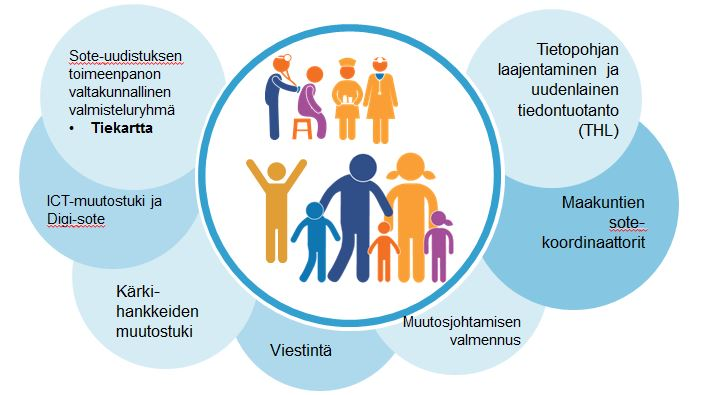 Sote-uudistuksen
toimeenpanon
valtakunnallinen
valmisteluryhmä
• Tiekartta
ICT-muutostuki ja
Digi-sote
Kärki-
hankkeiden
muutostuki
Viestintä
Muutosjohtamisen
valmennus
Maakuntien
sote-
koordinaattorit
Tietopohjan
laajentaminen ja
uudenlainen
tiedontuotanto
(THL)